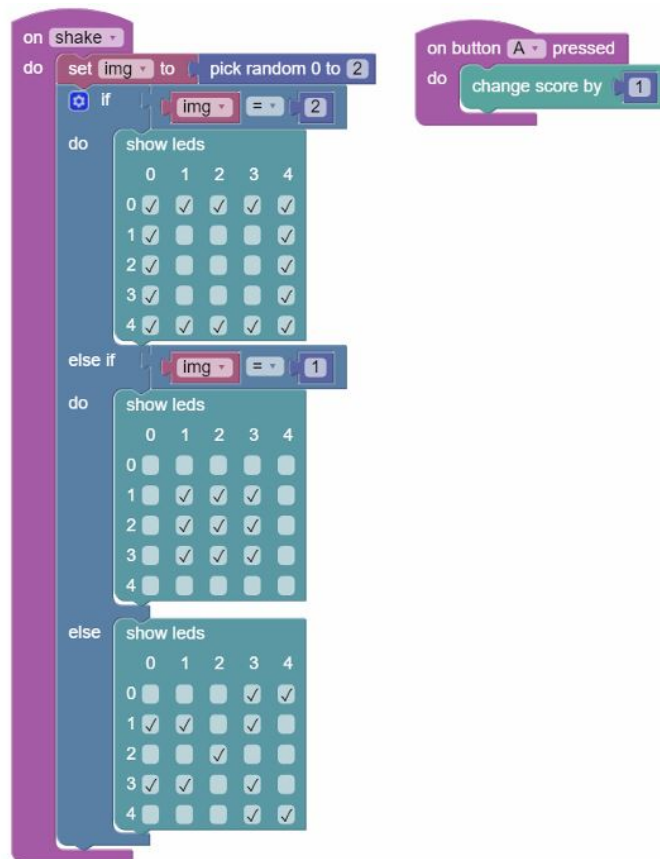 on shake
do set img to pick random 0 to 2
if img = 2
do show leds
0 1 2 3 4
0
1
2
3
4
else if img = 1
do show leds
0 1 2 3 4
0
1
2
3
4
else show leds
0 1 2 3 4
0
1
2
3
4
on button A pressed
do change score by 1